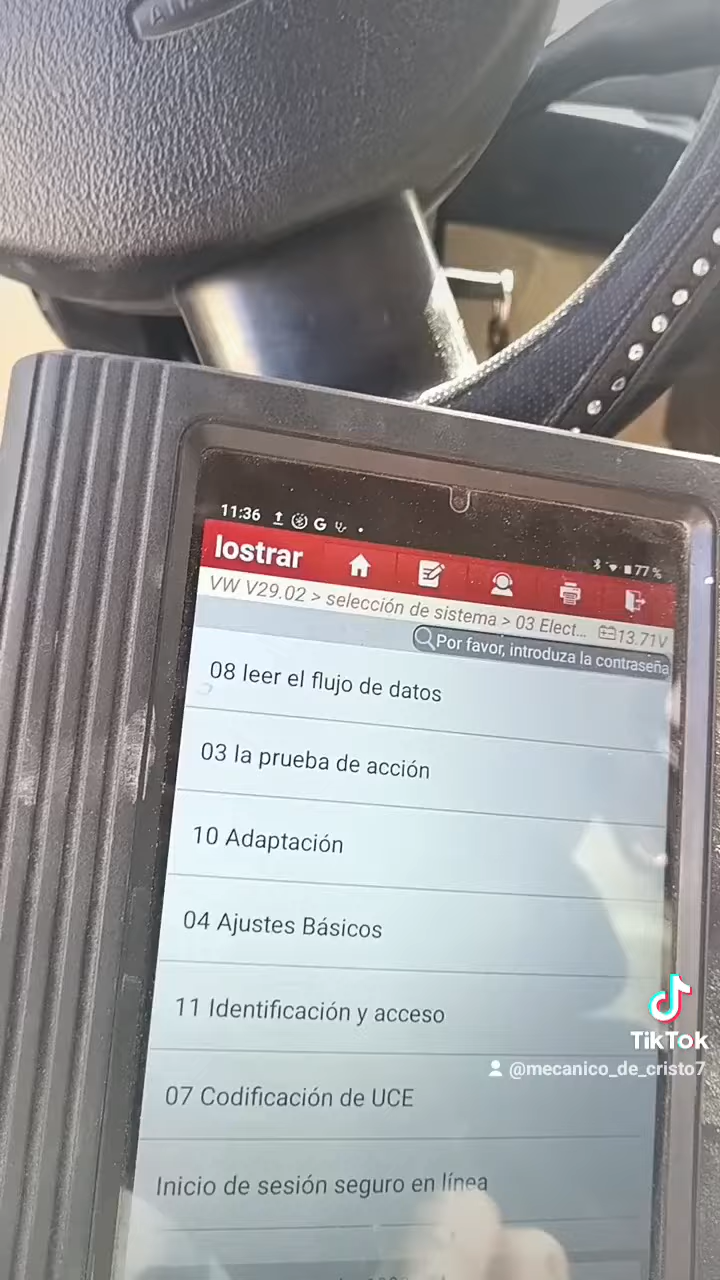 11:36
77 %
lostrar
VW V29.02 > selección de sistema > 03 Elect...
13.71V
Por favor, introduza la contraseña
08 leer el flujo de datos
03 la prueba de acción
10 Adaptación
04 Ajustes Básicos
11 Identificación y acceso
07 Codificación de UCE
Inicio de sesión seguro en línea
TikTok
@mecanico_de_cristo7